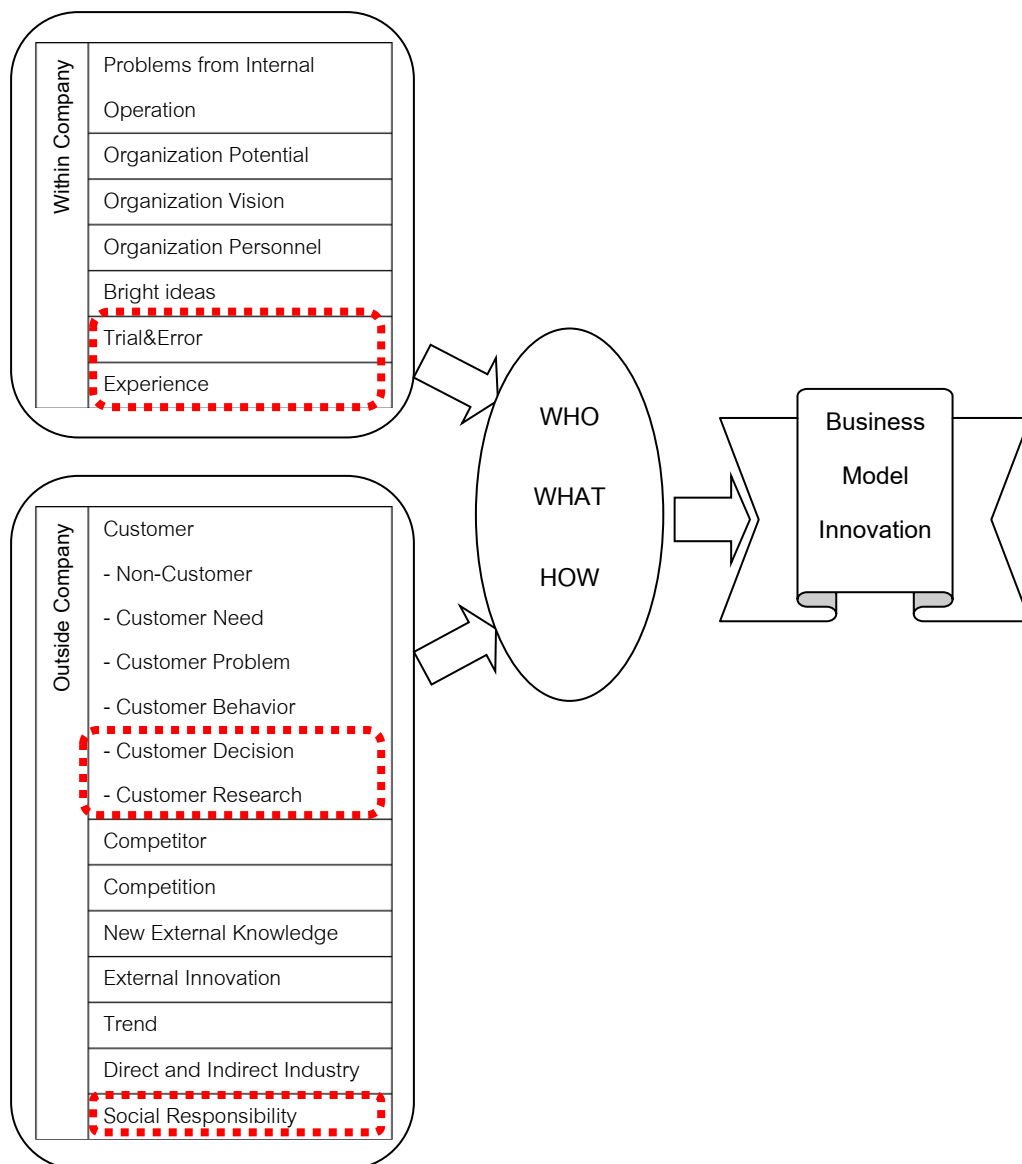 Within Company
Problems from Internal
Operation
Organization Potential
Organization Vision
Organization Personnel
Bright ideas
Trial&Error
Experience
Outside Company
Customer
- Non-Customer
- Customer Need
- Customer Problem
- Customer Behavior
- Customer Decision
- Customer Research
Competitor
Competition
New External Knowledge
External Innovation
Trend
Direct and Indirect Industry
Social Responsibility
WHO
WHAT
HOW
Business
Model
Innovation